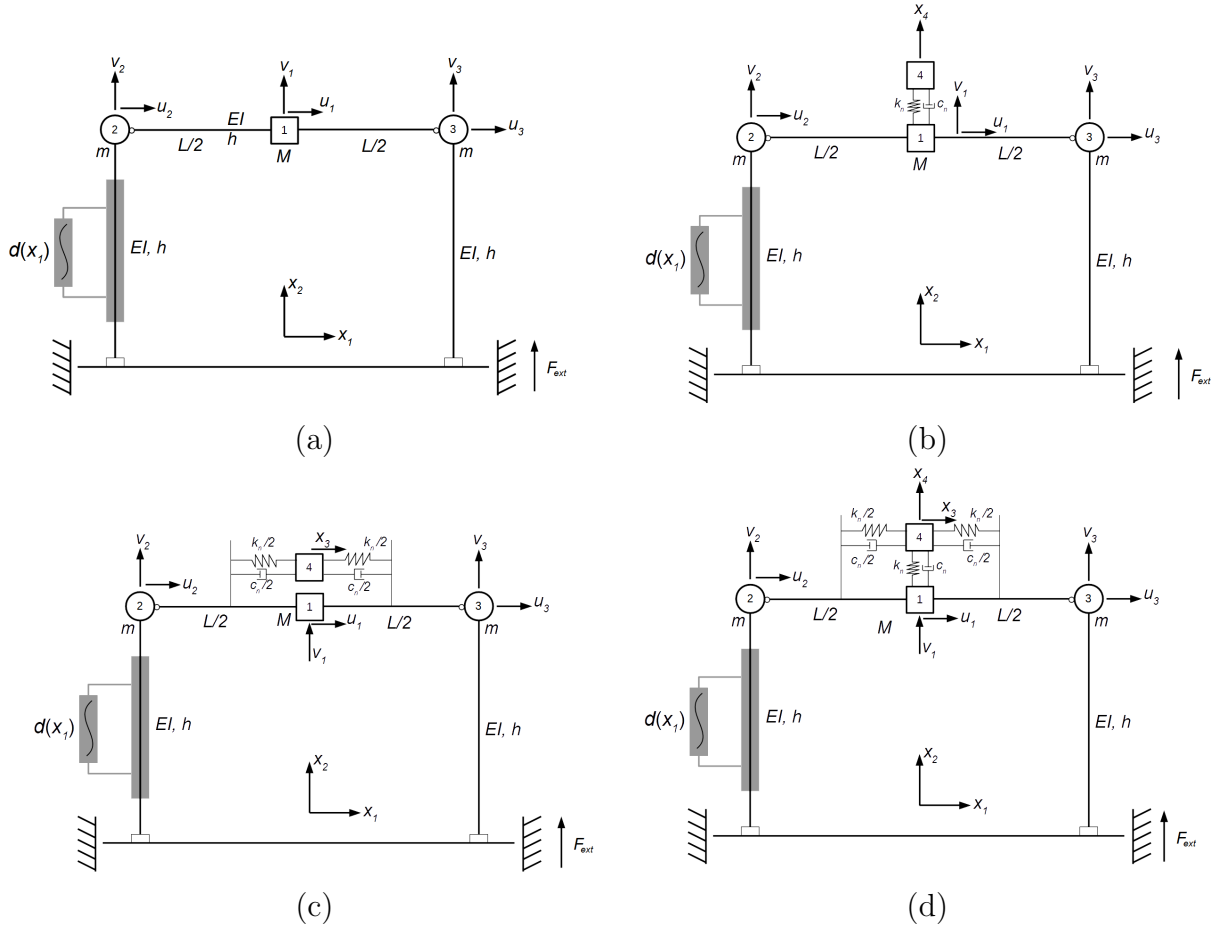 v₂
v₁
v₃
u₂
u₁
u₃
2
EI
h
1
3
m
L/2
M
L/2
m
d(x₁)
EI, h
EI, h
x₂
x₁
Fₑₓₜ
(a)
x₄
4
v₂
kₙ
cₙ
v₁
v₃
u₂
u₁
u₃
2
1
3
m
L/2
M
L/2
m
d(x₁)
EI, h
EI, h
x₂
x₁
Fₑₓₜ
(b)
v₂
kₙ/2
x₃
kₙ/2
v₃
4
cₙ/2
cₙ/2
u₂
u₃
2
1
3
m
L/2
M
u₁
L/2
m
v₁
d(x₁)
EI, h
EI, h
x₂
x₁
Fₑₓₜ
(c)
x₄
v₂
kₙ/2
x₃
kₙ/2
v₃
4
cₙ/2
cₙ/2
kₙ
cₙ
u₂
u₃
2
1
3
m
L/2
M
u₁
L/2
m
v₁
d(x₁)
EI, h
EI, h
x₂
x₁
Fₑₓₜ
(d)